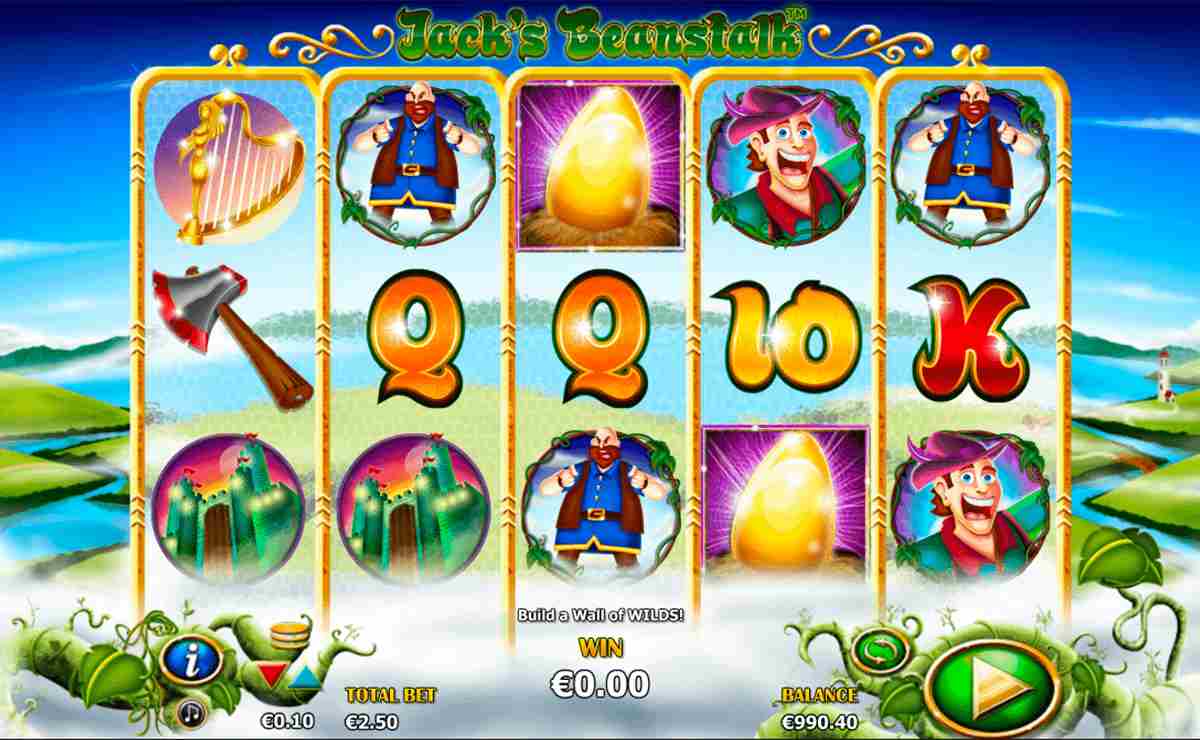 Jack's Beanstalk™
Q Q 10 K
Build a Wall of WILDS!
WIN
€0.00
i
€0.10
TOTAL BET
€2.50
BALANCE
€990.40